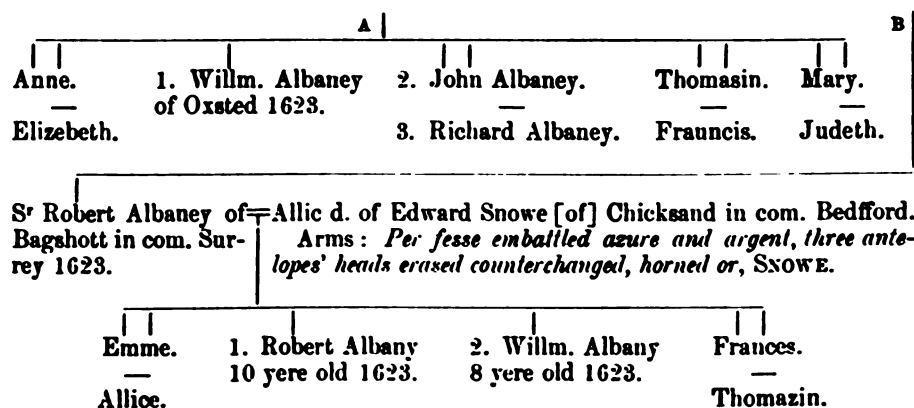 A B
Anne. 1. Willm. Albaney 2. John Albaney. Thomasin. Mary.
— of Oxsted 1623. — — —
Elizebeth. 3. Richard Albaney. Frauncis. Judeth.
Sr Robert Albaney of=Allic d. of Edward Snowe [of] Chicksand in com. Bedfford.
Bagshott in com. Sur- Arms: Per fesse embattled azure and argent, three ante-
rey 1623. lopes' heads erased counterchanged, horned or, SNOWE.
Emme. 1. Robert Albany 2. Willm. Albany Frances.
— 10 yere old 1623. 8 yere old 1623. —
Allice. Thomazin.